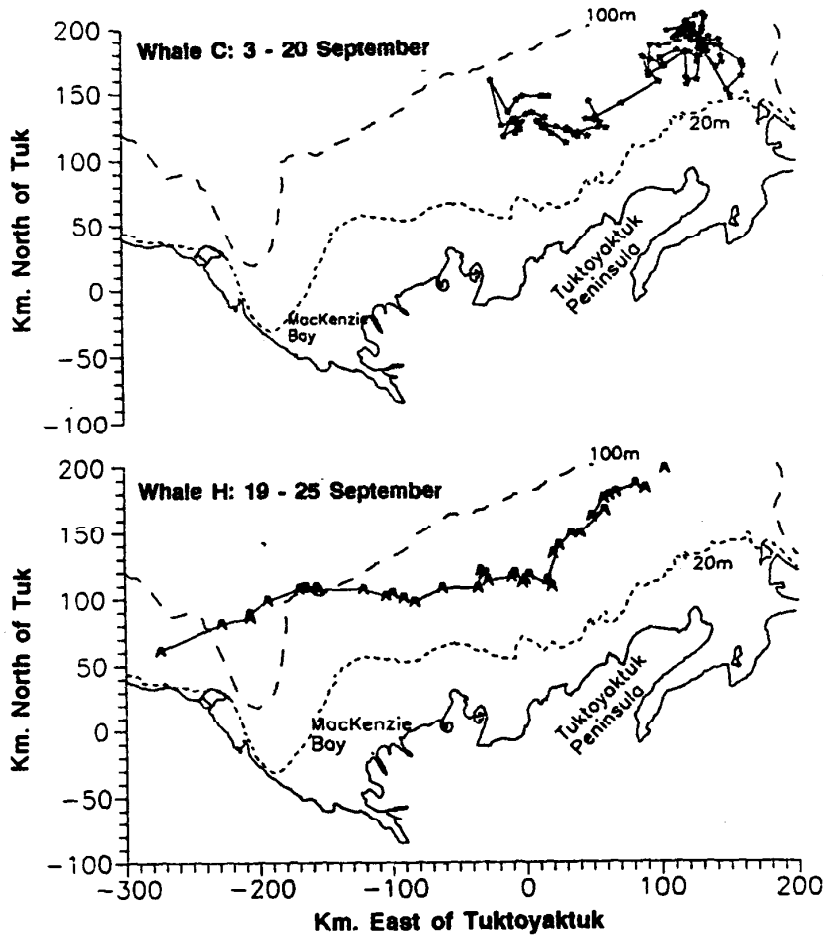 200
100m
Whale C: 3 - 20 September
150
20m
100
50
Km. North of Tuk
Tuktoyaktuk
Peninsula
0
MacKenzie
Bay
−50
−100
200
100m
Whale H: 19 - 25 September
150
20m
100
50
Km. North of Tuk
Tuktoyaktuk
Peninsula
MacKenzie
Bay
0
−50
−100
−300
−200
−100
0
100
200
Km. East of Tuktoyaktuk